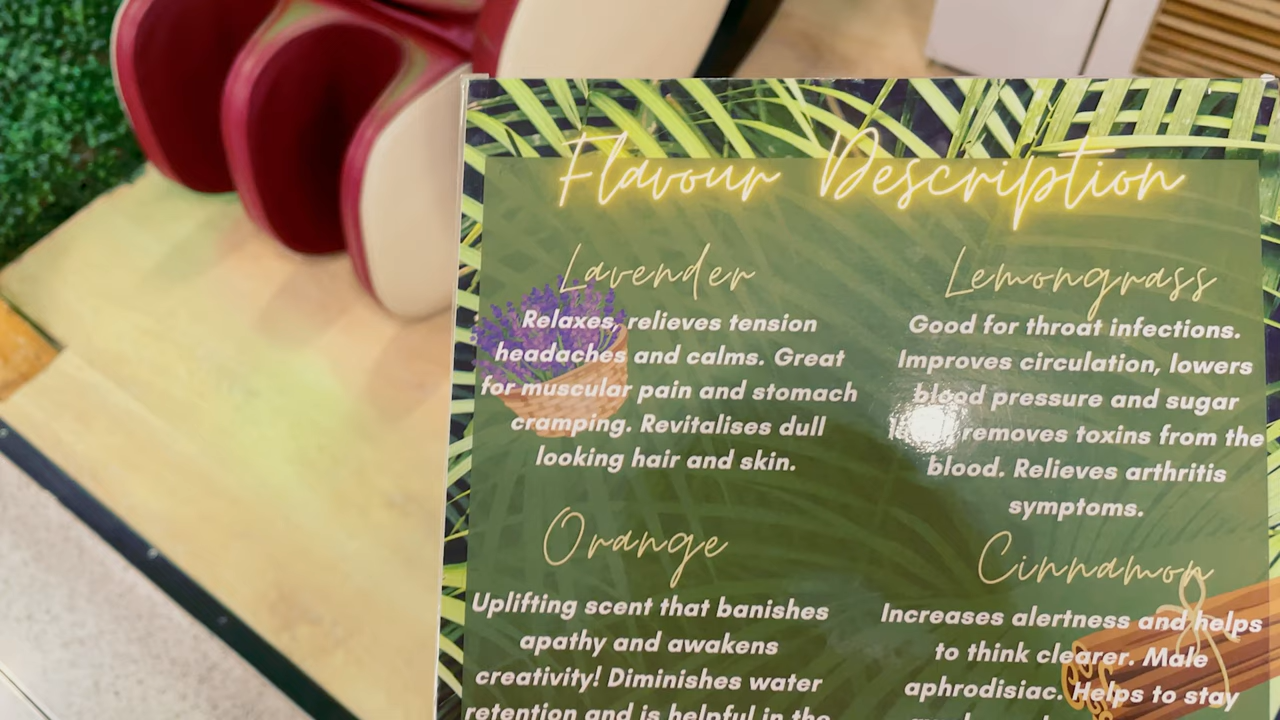 Flavour Description
Lavender
Relaxes, relieves tension
headaches and calms. Great
for muscular pain and stomach
cramping. Revitalises dull
looking hair and skin.
Lemongrass
Good for throat infections.
Improves circulation, lowers
blood pressure and sugar
removes toxins from the
blood. Relieves arthritis
symptoms.
Orange
Uplifting scent that banishes
apathy and awakens
creativity! Diminishes water
retention and is helpful in the
Cinnamon
Increases alertness and helps
to think clearer. Male
aphrodisiac. Helps to stay